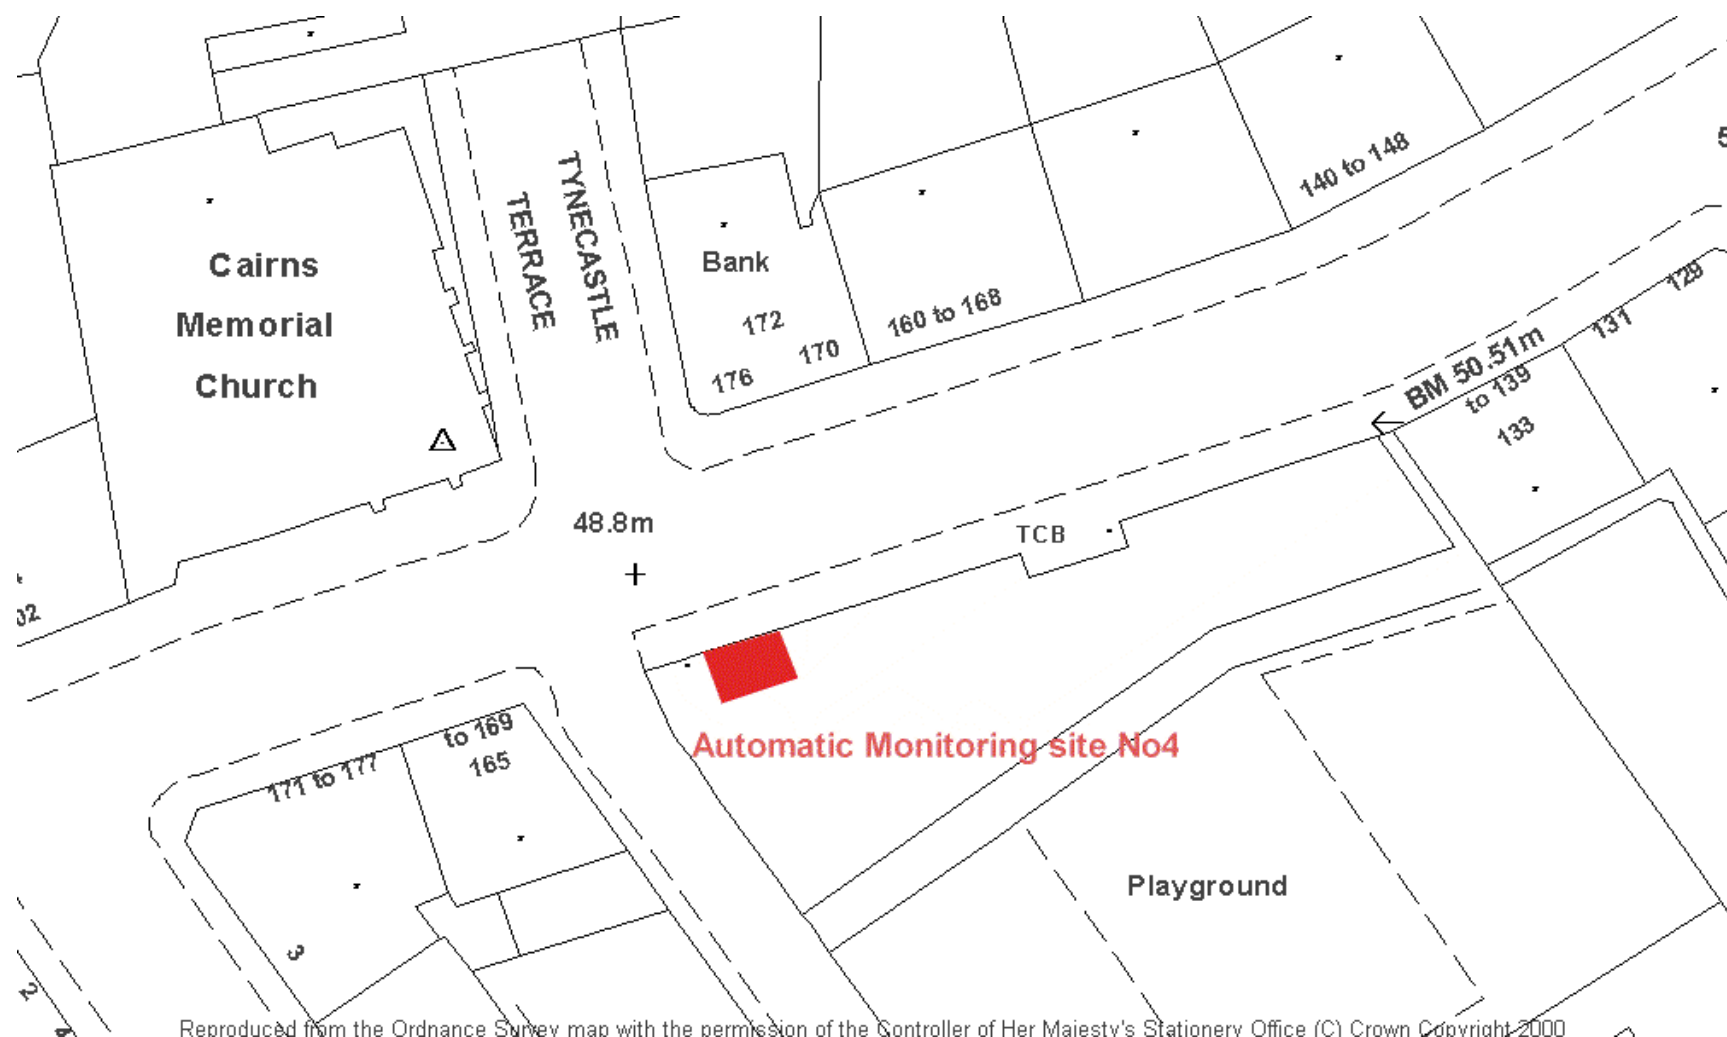 140 to 148
TYNECASTLE
TERRACE
Cairns
Memorial
Church
Bank
172
170
176
160 to 168
129
131
BM 50.51m
to 139
133
48.8m
TCB
02
Automatic Monitoring site No4
to 169
165
171 to 177
Playground
3
2
Reproduced from the Ordnance Survey map with the permission of the Controller of Her Majesty's Stationery Office (C) Crown Copyright 2000